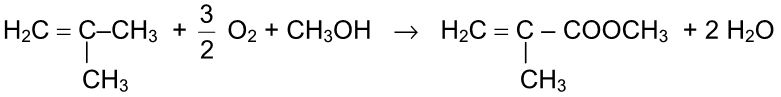 H₂C = C – CH₃ + 3/2 O₂ + CH₃OH → H₂C = C – COOCH₃ + 2 H₂O
CH₃ CH₃